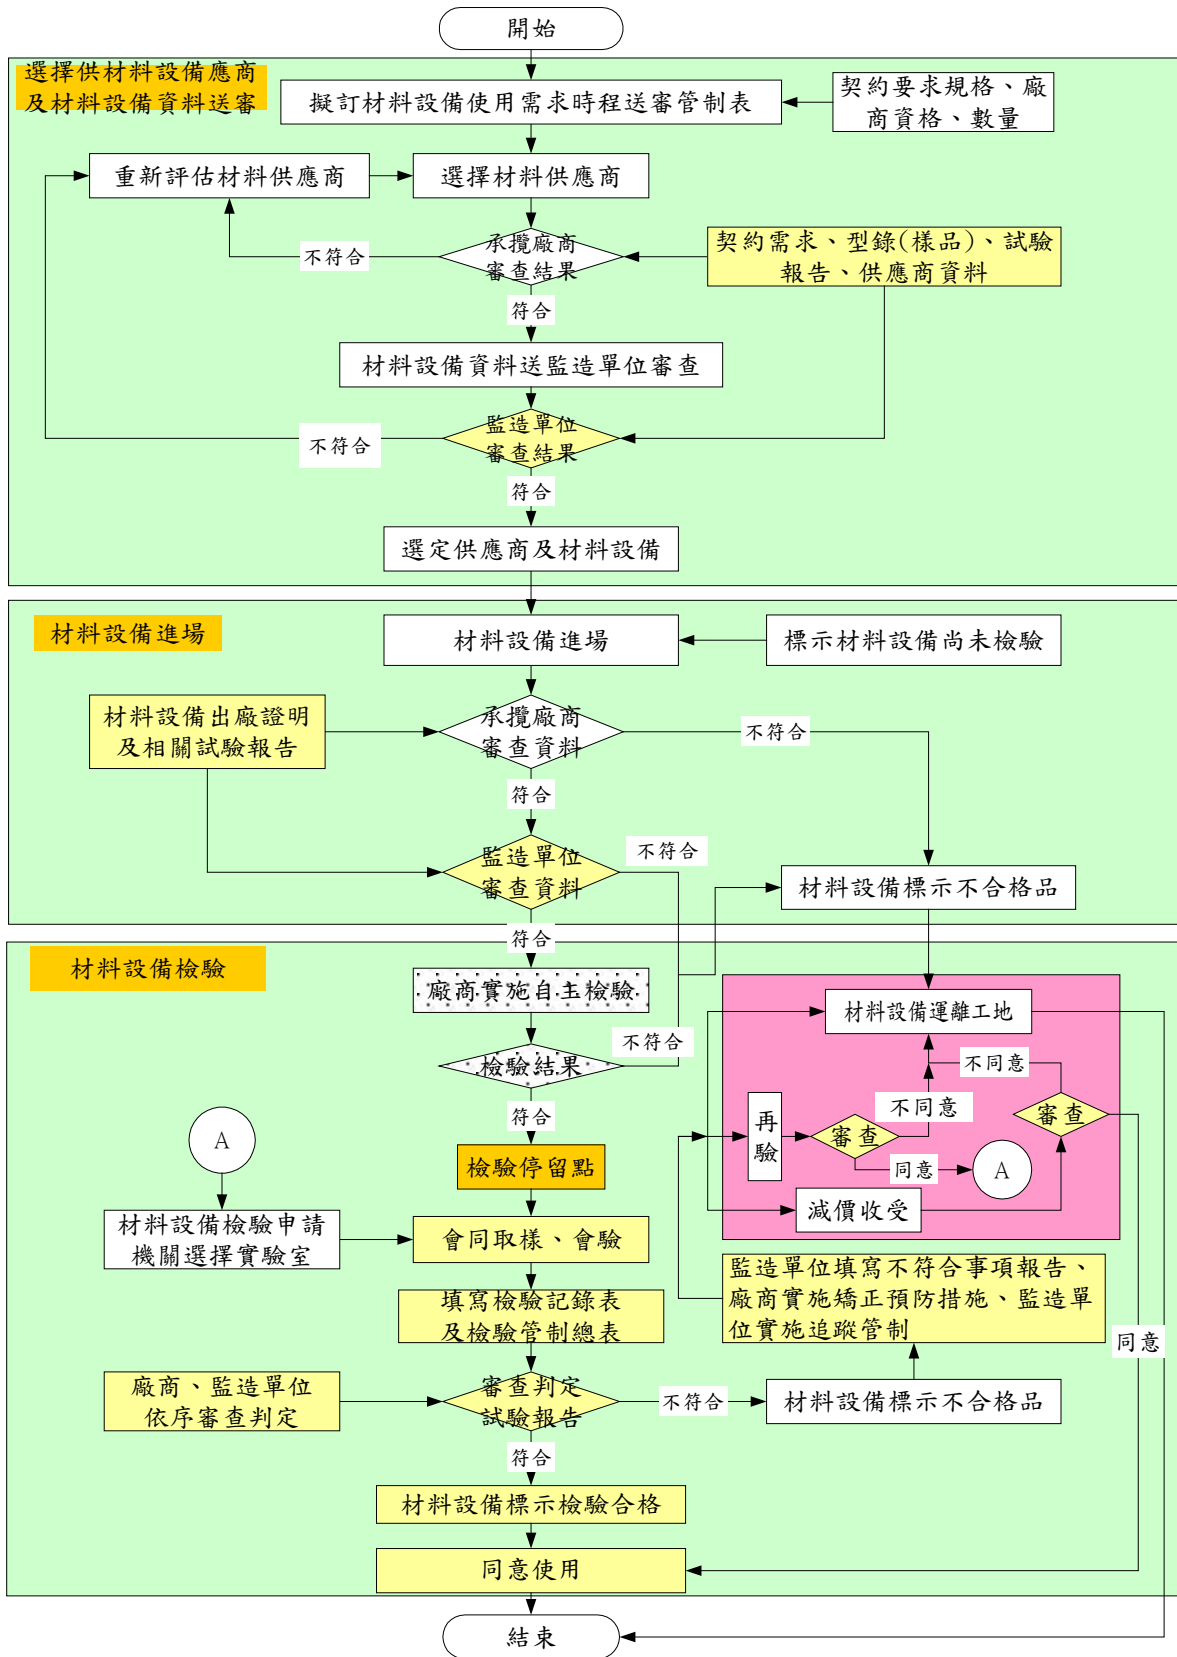 開始
選擇供材料設備應商
及材料設備資料送審
擬訂材料設備使用需求時程送審管制表
契約要求規格、廠
商資格、數量
重新評估材料供應商
選擇材料供應商
承攬廠商
審查結果
不符合
契約需求、型錄(樣品)、試驗
報告、供應商資料
符合
材料設備資料送監造單位審查
監造單位
審查結果
不符合
符合
選定供應商及材料設備
材料設備進場
材料設備進場
標示材料設備尚未檢驗
材料設備出廠證明
及相關試驗報告
承攬廠商
審查資料
不符合
符合
監造單位
審查資料
不符合
材料設備標示不合格品
符合
材料設備檢驗
廠商實施自主檢驗
材料設備運離工地
檢驗結果
不符合
不同意
不同意
符合
A
再
驗
審查
審查
同意
A
檢驗停留點
減價收受
材料設備檢驗申請
機關選擇實驗室
會同取樣、會驗
監造單位填寫不符合事項報告、
廠商實施矯正預防措施、監造單
位實施追蹤管制
填寫檢驗記錄表
及檢驗管制總表
同意
廠商、監造單位
依序審查判定
審查判定
試驗報告
不符合
材料設備標示不合格品
符合
材料設備標示檢驗合格
同意使用
結束